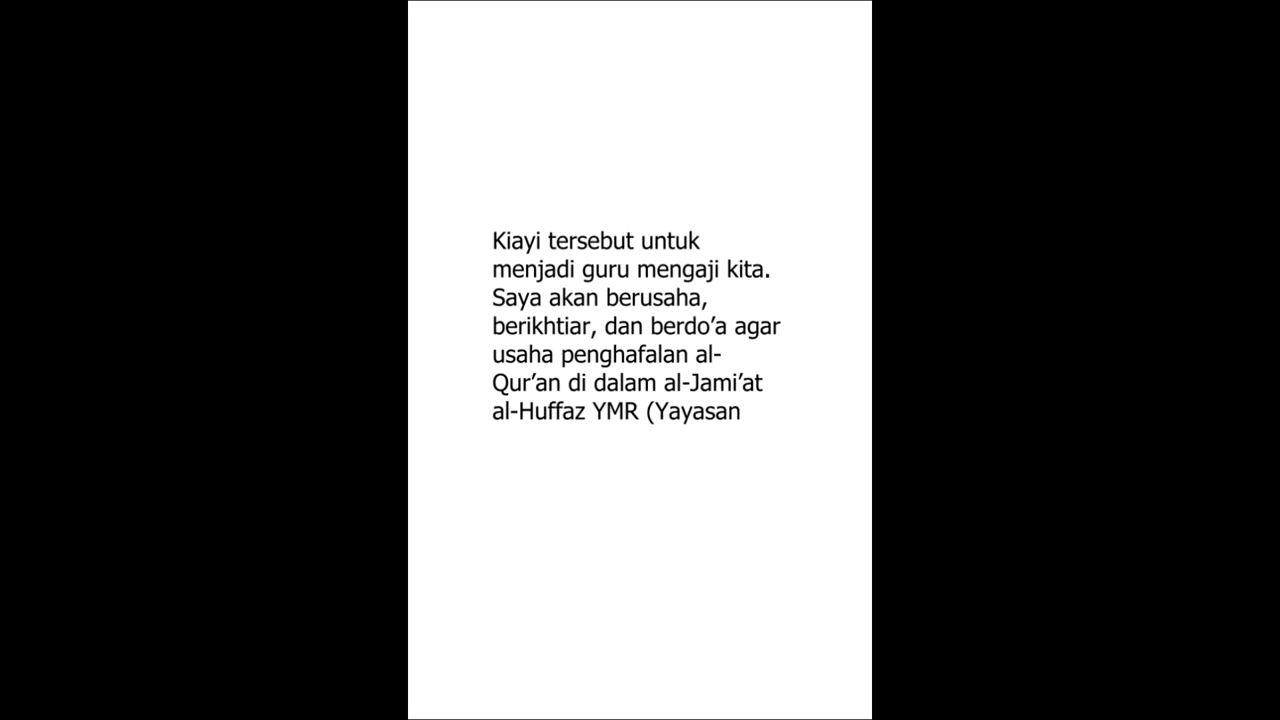 Kiayi tersebut untuk
menjadi guru mengaji kita.
Saya akan berusaha,
berikhtiar, dan berdo’a agar
usaha penghafalan al-
Qur’an di dalam al-Jami’at
al-Huffaz YMR (Yayasan